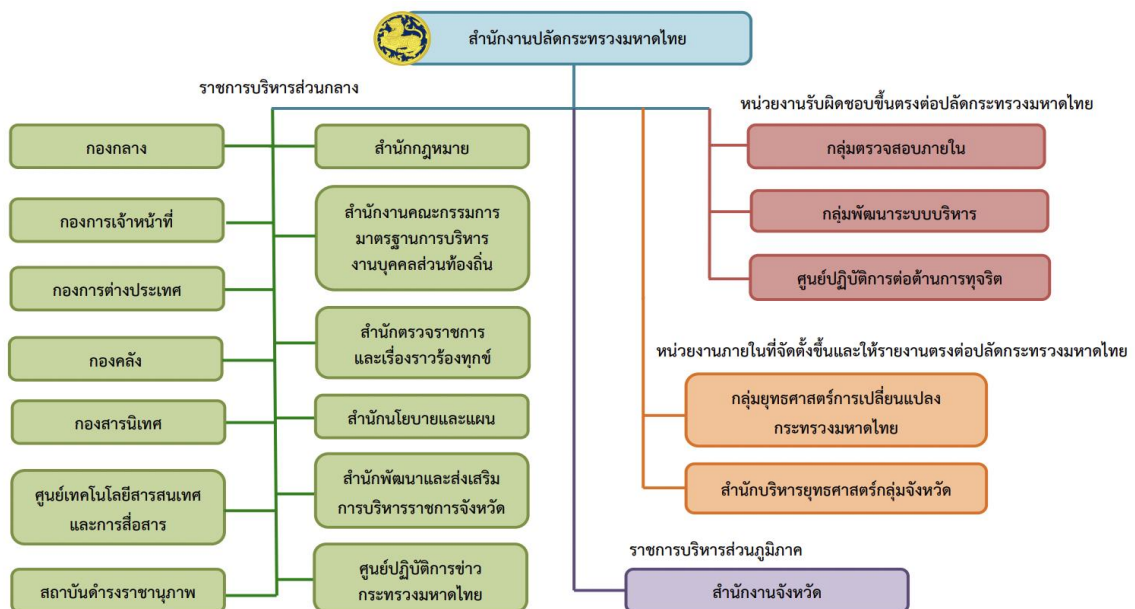 สำนักงานปลัดกระทรวงมหาดไทย
ราชการบริหารส่วนกลาง
กองกลาง
กองการเจ้าหน้าที่
กองการต่างประเทศ
กองคลัง
กองสารนิเทศ
ศูนย์เทคโนโลยีสารสนเทศ
และการสื่อสาร
สถาบันดำรงราชานุภาพ
สำนักกฎหมาย
สำนักงานคณะกรรมการ
มาตรฐานการบริหาร
งานบุคคลส่วนท้องถิ่น
สำนักตรวจราชการ
และเรื่องราวร้องทุกข์
สำนักนโยบายและแผน
สำนักพัฒนาและส่งเสริม
การบริหารราชการจังหวัด
ศูนย์ปฏิบัติการข่าว
กระทรวงมหาดไทย
หน่วยงานรับผิดชอบขึ้นตรงต่อปลัดกระทรวงมหาดไทย
กลุ่มตรวจสอบภายใน
กลุ่มพัฒนาระบบบริหาร
ศูนย์ปฏิบัติการต่อต้านการทุจริต
หน่วยงานภายในที่จัดตั้งขึ้นและให้รายงานตรงต่อปลัดกระทรวงมหาดไทย
กลุ่มยุทธศาสตร์การเปลี่ยนแปลง
กระทรวงมหาดไทย
สำนักบริหารยุทธศาสตร์กลุ่มจังหวัด
ราชการบริหารส่วนภูมิภาค
สำนักงานจังหวัด